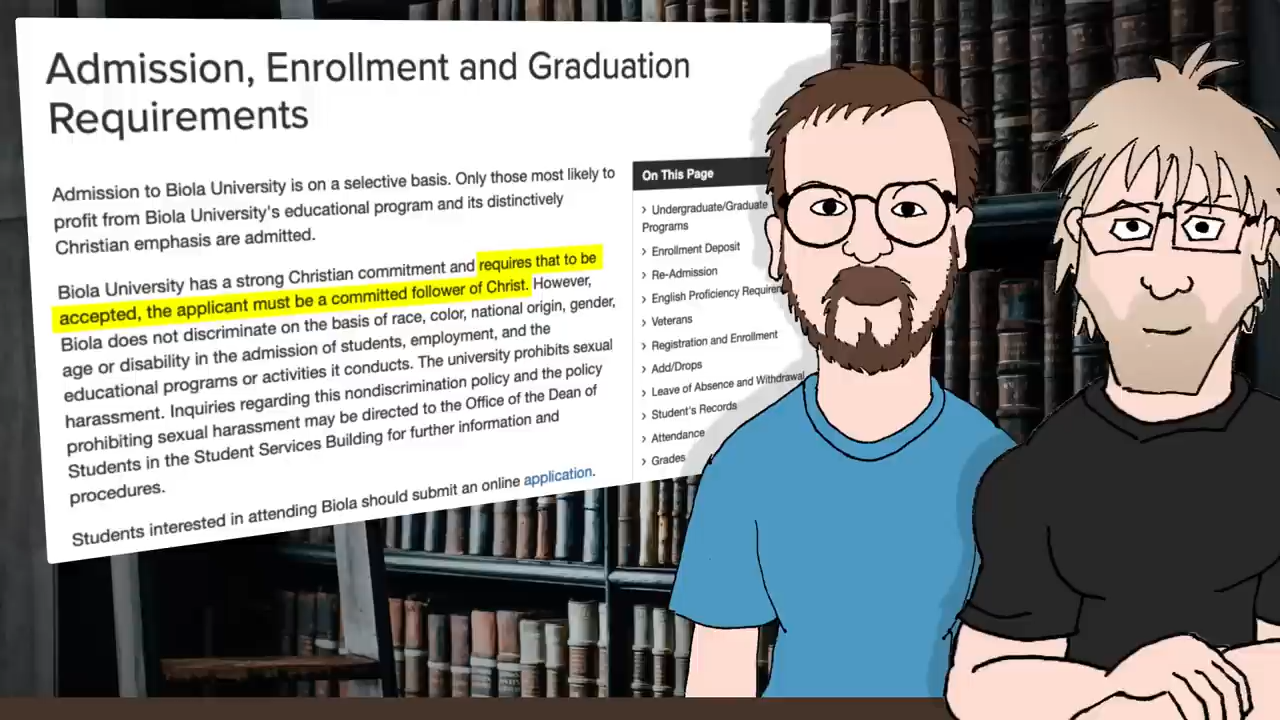 Admission, Enrollment and Graduation
Requirements
Admission to Biola University is on a selective basis. Only those most likely to
profit from Biola University's educational program and its distinctively
Christian emphasis are admitted.
Biola University has a strong Christian commitment and requires that to be
accepted, the applicant must be a committed follower of Christ. However,
Biola does not discriminate on the basis of race, color, national origin, gender,
age or disability in the admission of students, employment, and the
educational programs or activities it conducts. The university prohibits sexual
harassment. Inquiries regarding this nondiscrimination policy and the policy
prohibiting sexual harassment may be directed to the Office of the Dean of
Students in the Student Services Building for further information and
procedures.
Students interested in attending Biola should submit an online application.
On This Page
› Undergraduate/Graduate
Programs
› Enrollment Deposit
› Re-Admission
› English Proficiency Requirem
› Veterans
› Registration and Enrollment
› Add/Drops
› Leave of Absence and Withdrawal
› Student's Records
› Attendance
› Grades